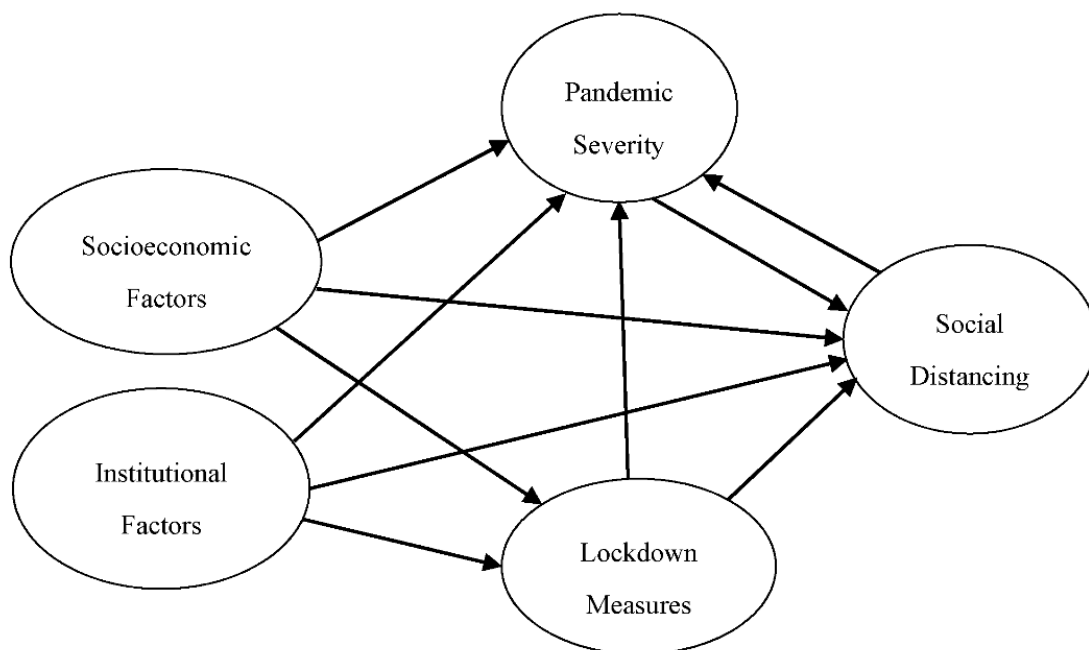 Pandemic
Severity
Socioeconomic
Factors
Social
Distancing
Institutional
Factors
Lockdown
Measures